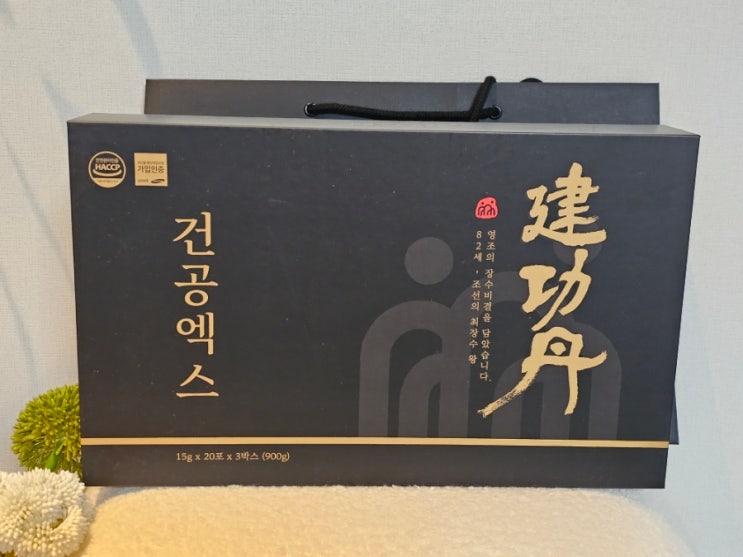 HACCP
가입인증
건공엑스
建功丹
영조의 장수비결을 담았습니다.
82세, 조선의 최장수 왕
15g x 20포 x 3박스 (900g)